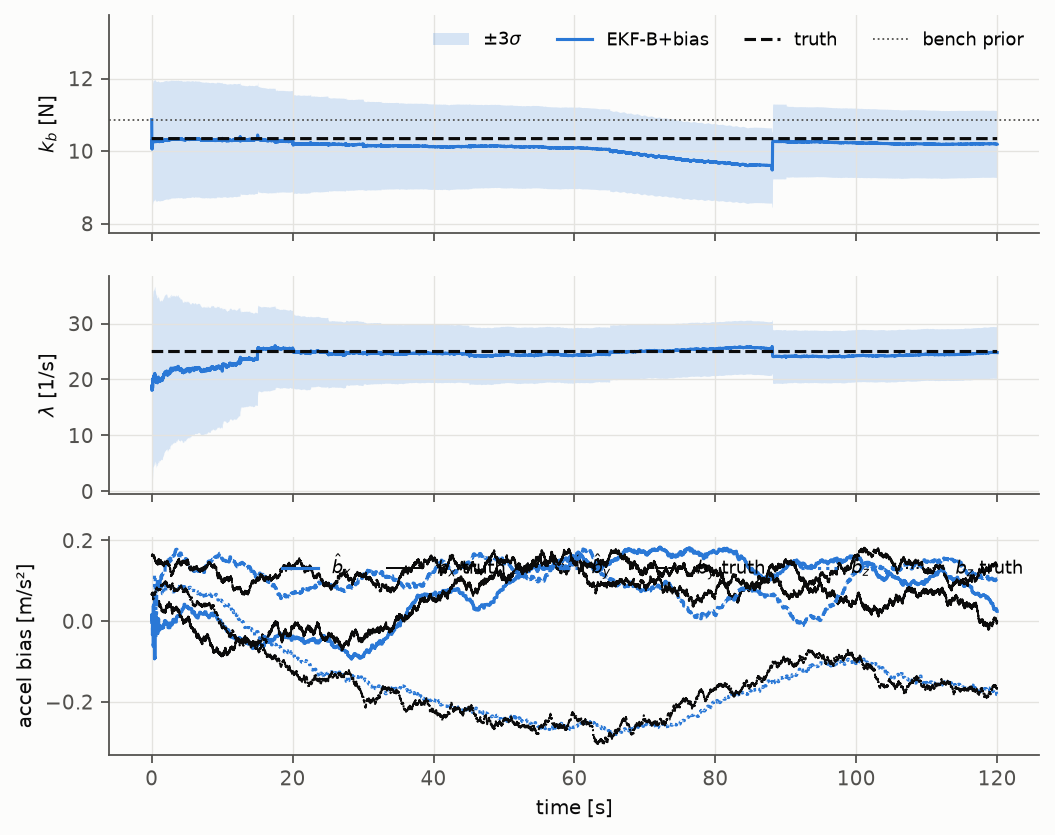 ±3σ EKF-B+bias truth bench prior
12
10
8
k_b [N]
30
20
10
0
λ [1/s]
0.2
0.0
−0.2
accel bias [m/s²]
truth b̂_y truth b̂_z b_z truth
0 20 40 60 80 100 120
time [s]